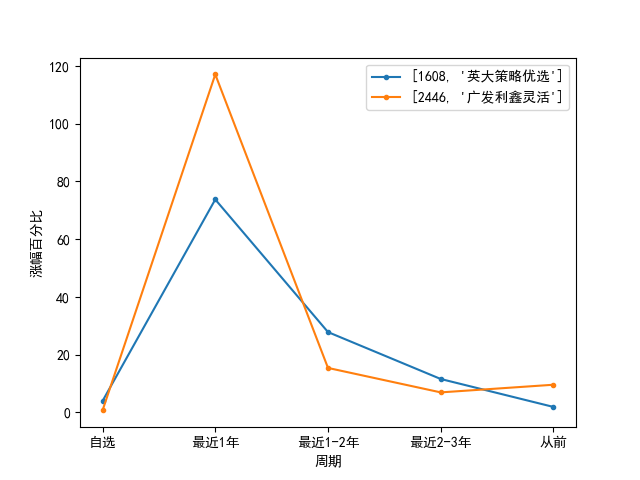 [1608, '英大策略优选']
[2446, '广发利鑫灵活']
涨幅百分比
120
100
80
60
40
20
0
自选 最近1年 最近1-2年 最近2-3年 从前
周期